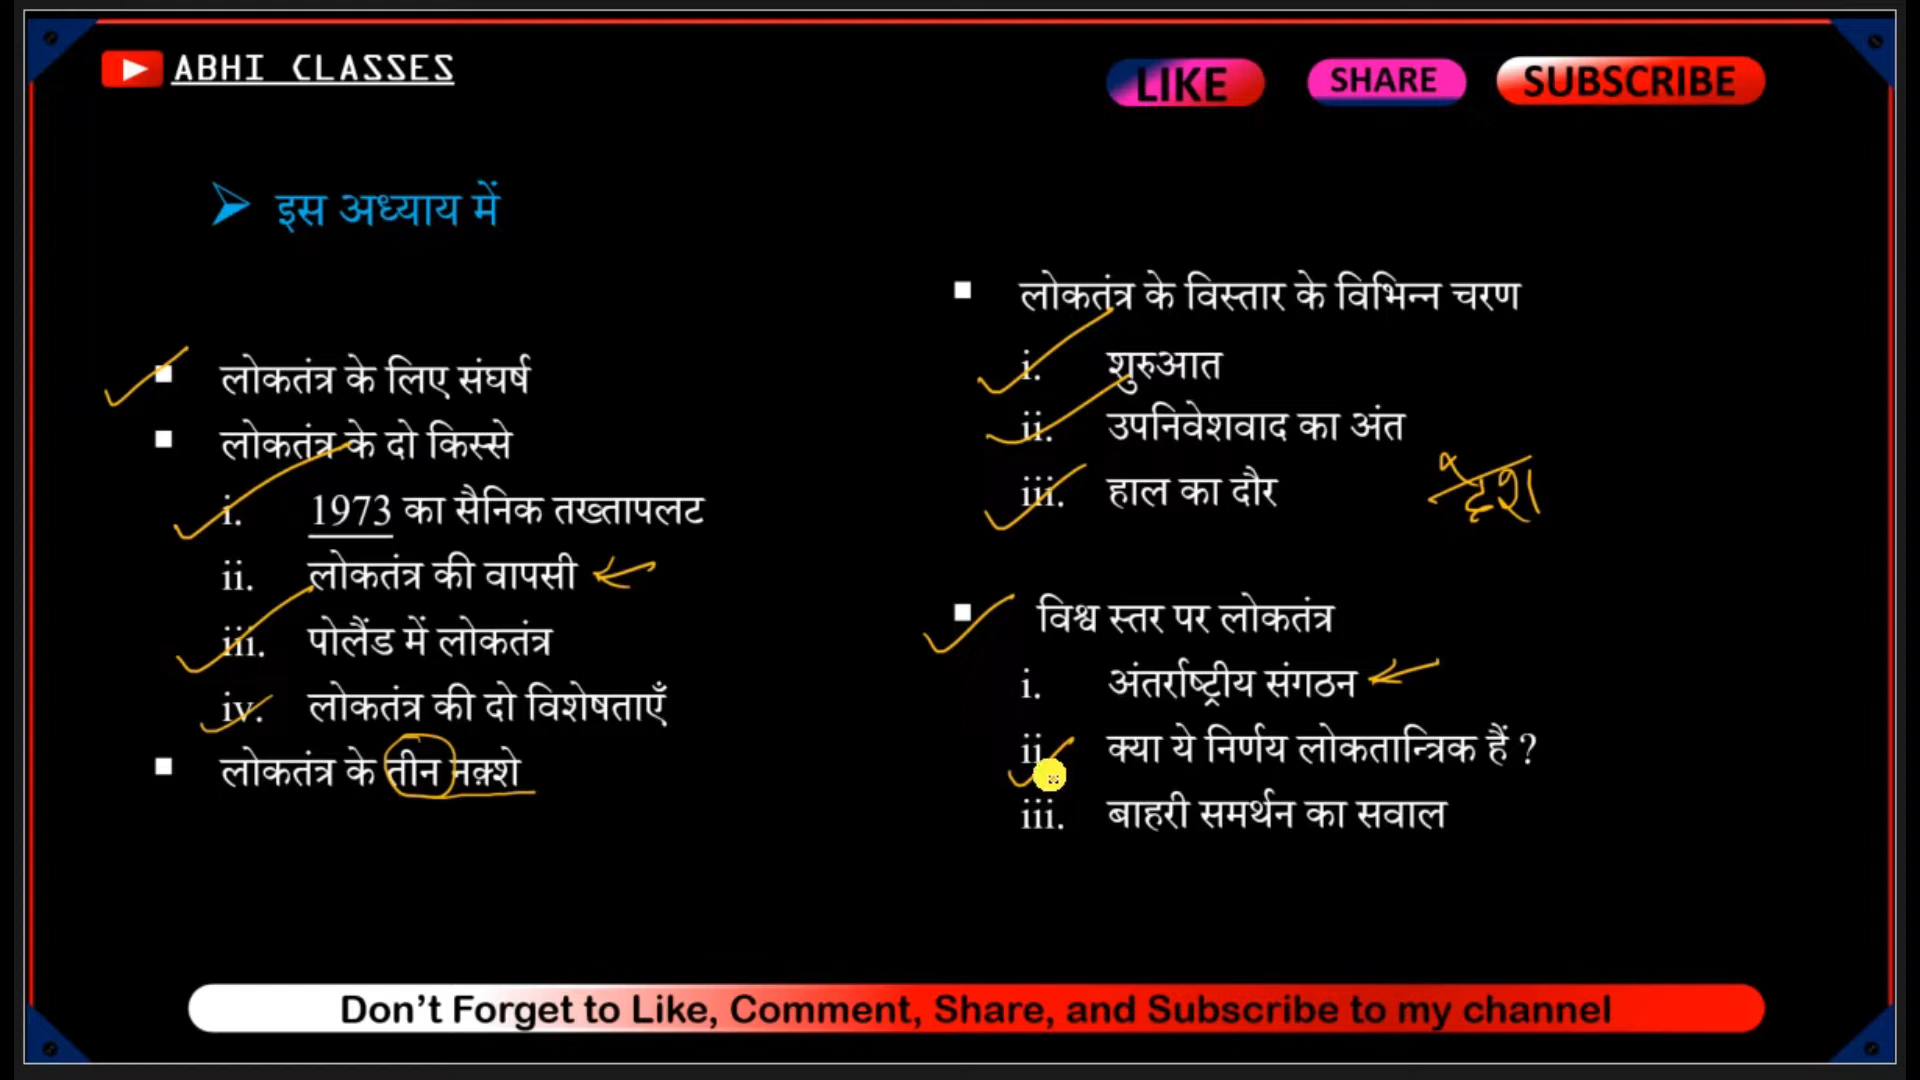 ABHI CLASSES
LIKE
SHARE
SUBSCRIBE
इस अध्याय में
लोकतंत्र के लिए संघर्ष
लोकतंत्र के दो किस्से
i. 1973 का सैनिक तख्तापलट
ii. लोकतंत्र की वापसी
iii. पोलैंड में लोकतंत्र
iv. लोकतंत्र की दो विशेषताएँ
लोकतंत्र के तीन नक़्शे
लोकतंत्र के विस्तार के विभिन्न चरण
i. शुरुआत
ii. उपनिवेशवाद का अंत
iii. हाल का दौर
देश
विश्व स्तर पर लोकतंत्र
i. अंतर्राष्ट्रीय संगठन
ii. क्या ये निर्णय लोकतान्त्रिक हैं ?
iii. बाहरी समर्थन का सवाल
Don't Forget to Like, Comment, Share, and Subscribe to my channel